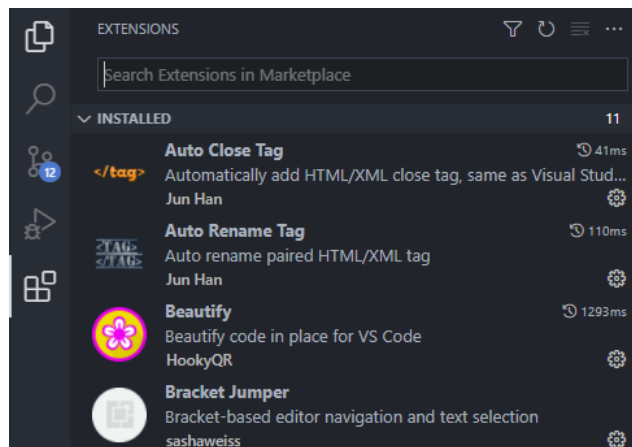 EXTENSIONS
Search Extensions in Marketplace
INSTALLED 11
Auto Close Tag 41ms
</tag> Automatically add HTML/XML close tag, same as Visual Stud...
12
Jun Han
Auto Rename Tag 110ms
<TAG>
</TAG>
Auto rename paired HTML/XML tag
Jun Han
Beautify 1293ms
Beautify code in place for VS Code
HookyQR
Bracket Jumper
Bracket-based editor navigation and text selection
sashaweiss